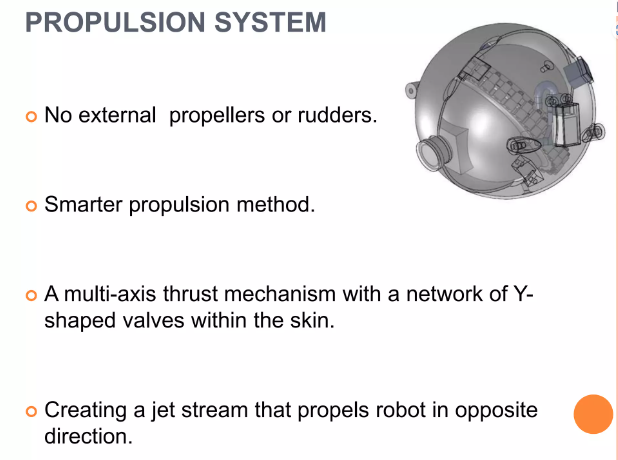 PROPULSION SYSTEM
No external propellers or rudders.
Smarter propulsion method.
A multi-axis thrust mechanism with a network of Y-
shaped valves within the skin.
Creating a jet stream that propels robot in opposite
direction.